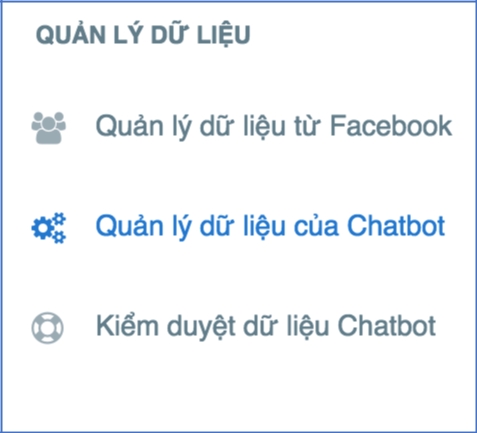 QUẢN LÝ DỮ LIỆU
Quản lý dữ liệu từ Facebook
Quản lý dữ liệu của Chatbot
Kiểm duyệt dữ liệu Chatbot